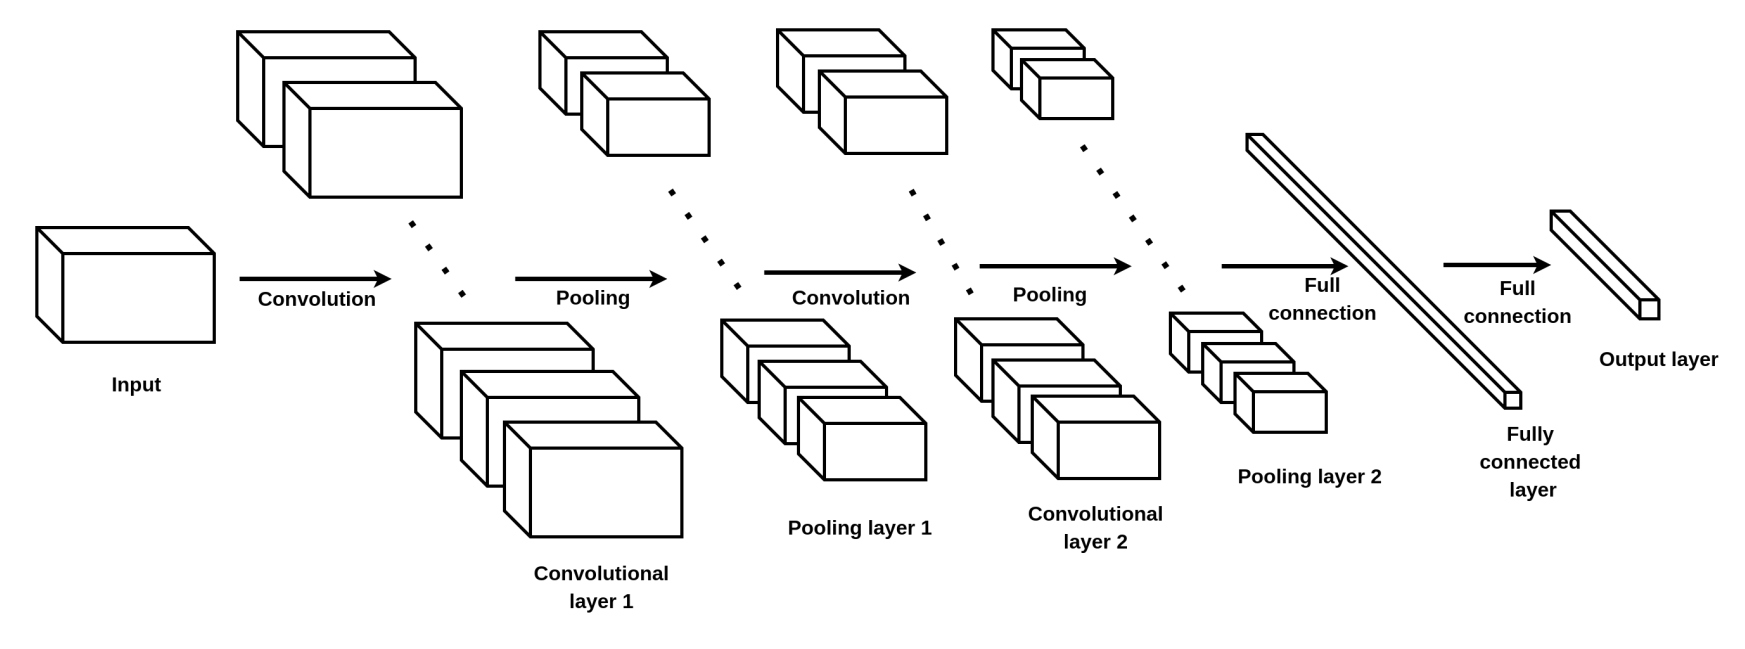 Input
Convolution
Convolutional
layer 1
Pooling
Pooling layer 1
Convolution
Convolutional
layer 2
Pooling
Pooling layer 2
Full
connection
Fully
connected
layer
Full
connection
Output layer